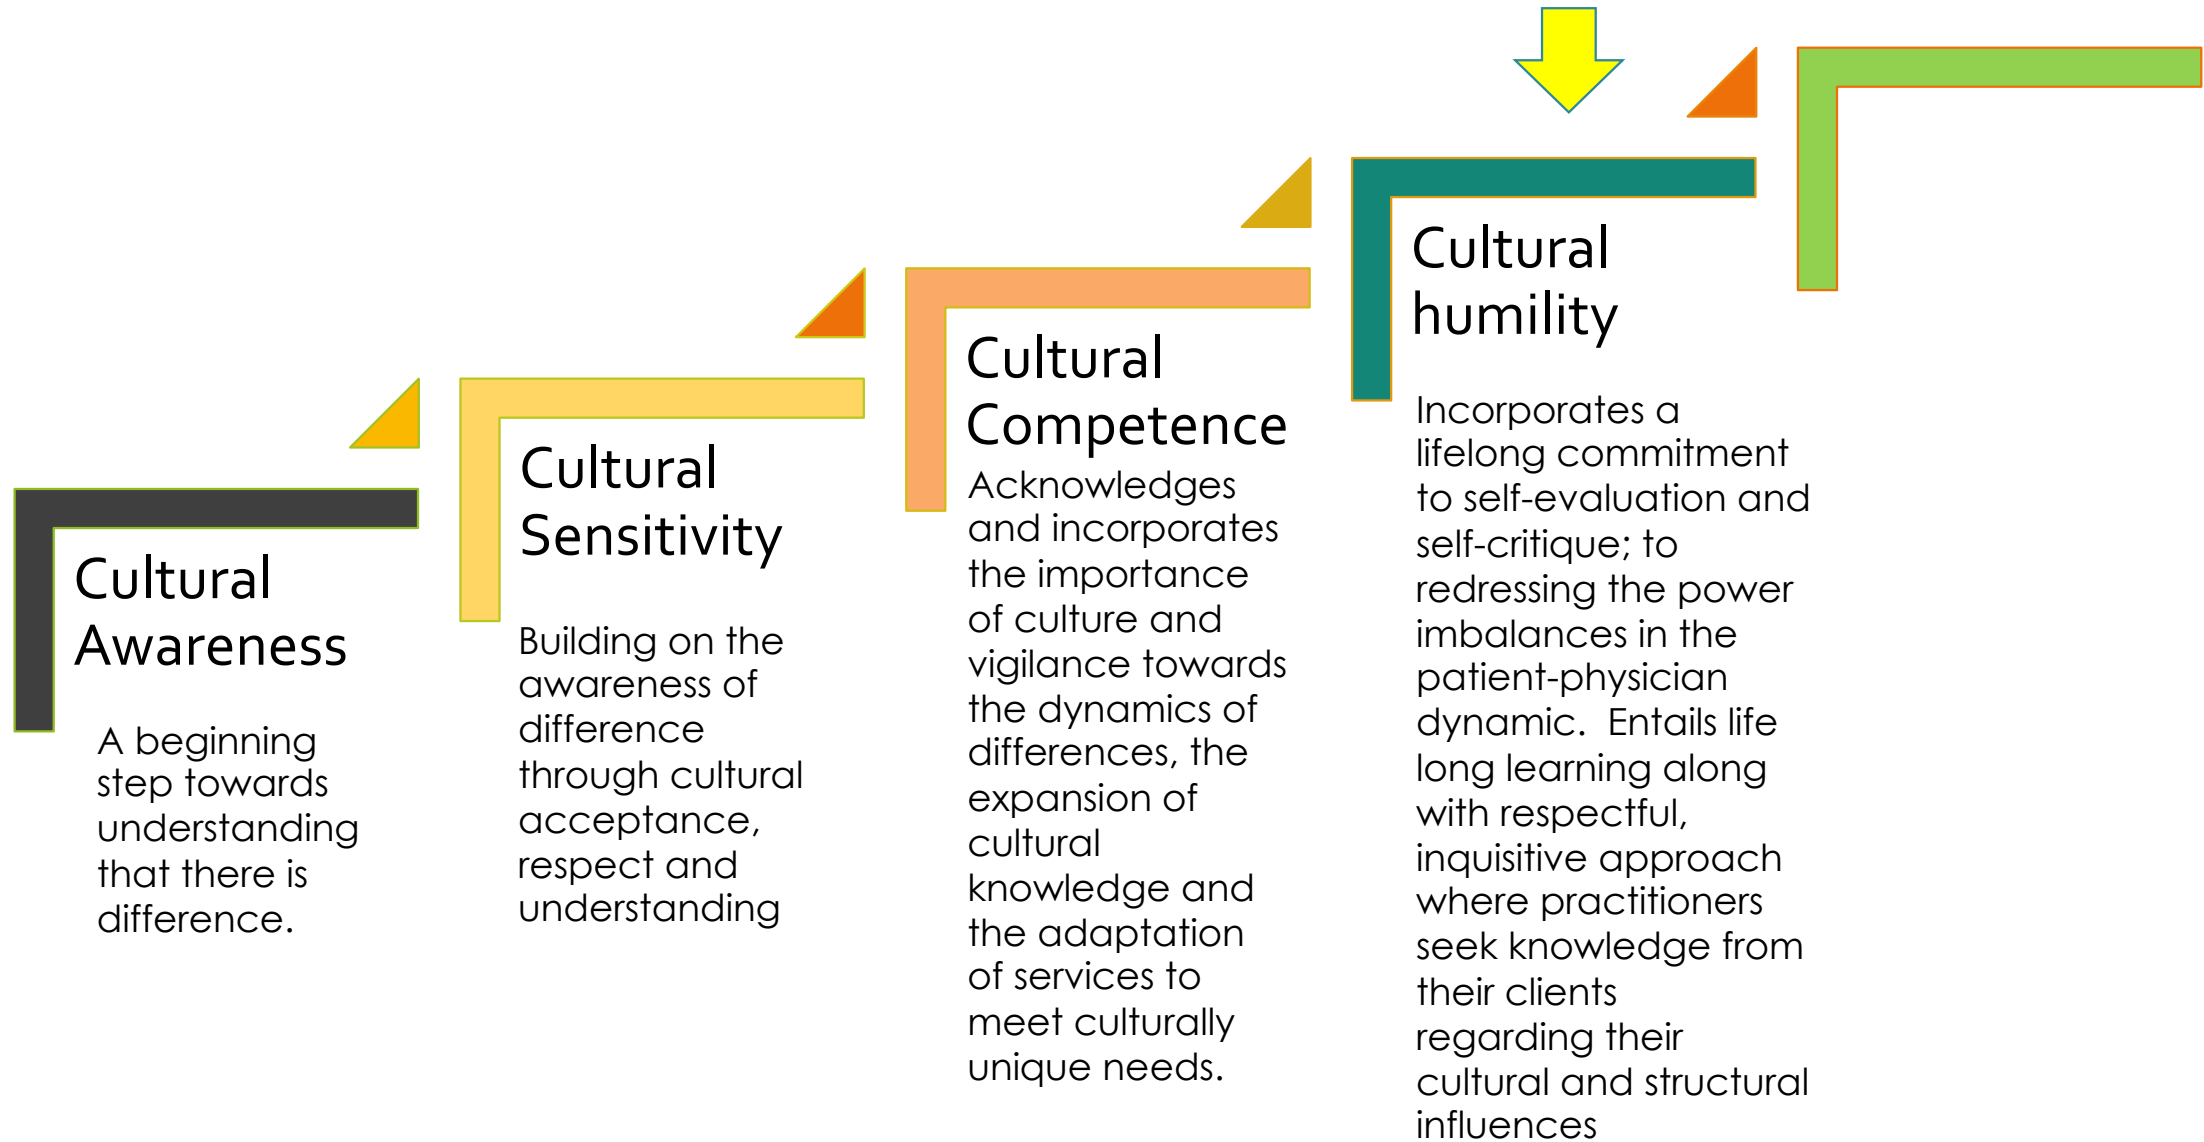 Cultural
Awareness
A beginning
step towards
understanding
that there is
difference.
Cultural
Sensitivity
Building on the
awareness of
difference
through cultural
acceptance,
respect and
understanding
Cultural
Competence
Acknowledges
and incorporates
the importance
of culture and
vigilance towards
the dynamics of
differences, the
expansion of
cultural
knowledge and
the adaptation
of services to
meet culturally
unique needs.
Cultural
humility
Incorporates a
lifelong commitment
to self-evaluation and
self-critique; to
redressing the power
imbalances in the
patient-physician
dynamic.  Entails life
long learning along
with respectful,
inquisitive approach
where practitioners
seek knowledge from
their clients
regarding their
cultural and structural
influences